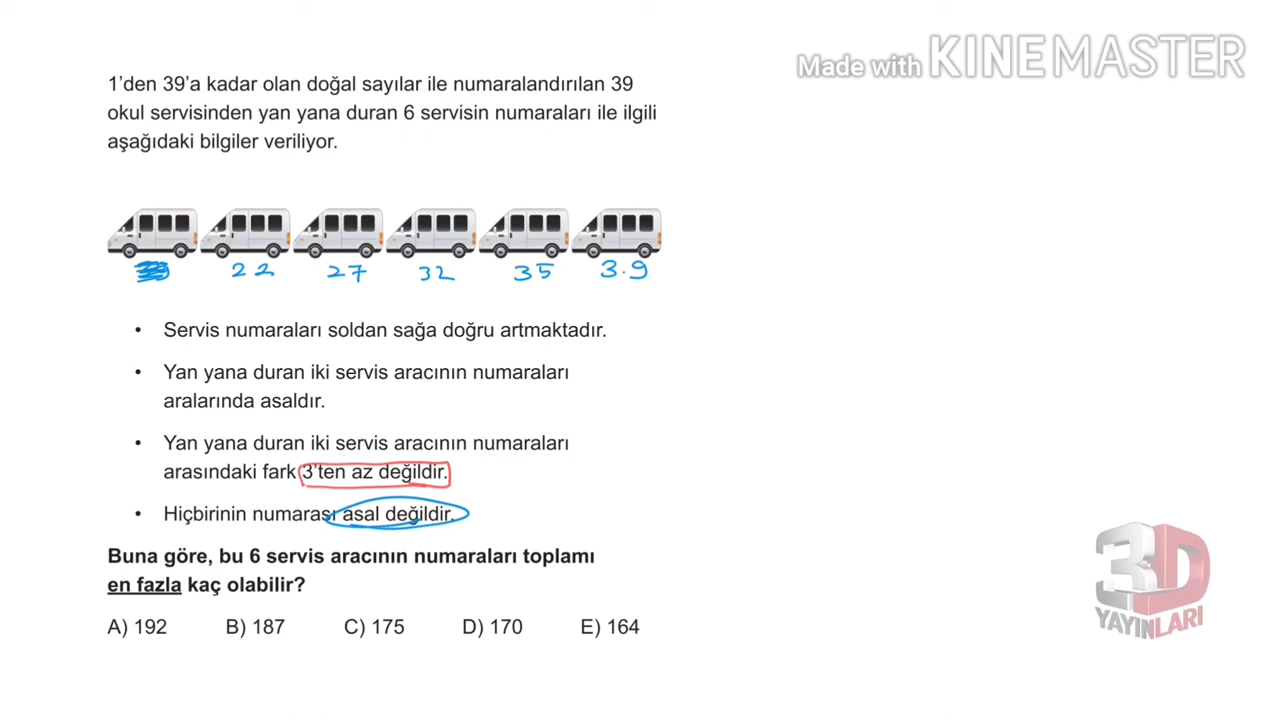 Made with KINEMASTER
1'den 39'a kadar olan doğal sayılar ile numaralandırılan 39
okul servisinden yan yana duran 6 servisin numaraları ile ilgili
aşağıdaki bilgiler veriliyor.
22 27 32 35 3.9
• Servis numaraları soldan sağa doğru artmaktadır.
• Yan yana duran iki servis aracının numaraları
aralarında asaldır.
• Yan yana duran iki servis aracının numaraları
arasındaki fark 3'ten az değildir.
• Hiçbirinin numarası asal değildir.
Buna göre, bu 6 servis aracının numaraları toplamı
en fazla kaç olabilir?
A) 192 B) 187 C) 175 D) 170 E) 164
3D
YAYINLARI